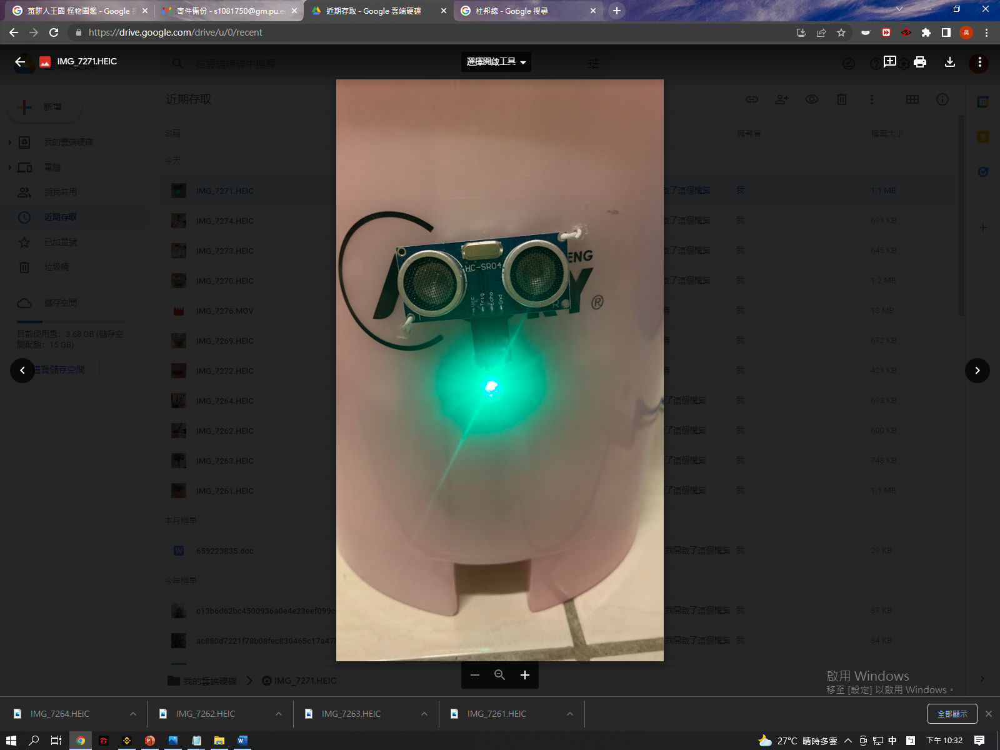 茁餅人王國 怪物圖鑑 - Google 搜
寄件備份 - s1081750@gm.pu.e
近期存取 - Google 雲端硬碟
杜邦線 - Google 搜尋
https://drive.google.com/drive/u/0/recent
吳
IMG_7271.HEIC
在雲端硬碟中搜尋
選擇開啟工具
新增
近期存取
我的雲端硬碟
電腦
與我共用
近期存取
已加星號
垃圾桶
儲存空間
目前使用量：3.68 GB (儲存空
間配額：15 GB)
購買儲存空間
名稱
擁有者
檔案大小
今天
IMG_7271.HEIC
啟了這個檔案
我
1.1 MB
IMG_7274.HEIC
啟了這個檔案
我
691 KB
IMG_7273.HEIC
啟了這個檔案
我
645 KB
IMG_7270.HEIC
啟了這個檔案
我
1.2 MB
IMG_7276.MOV
我
13 MB
IMG_7269.HEIC
我
672 KB
IMG_7272.HEIC
我
421 KB
IMG_7264.HEIC
了這個檔案
我
693 KB
IMG_7262.HEIC
了這個檔案
我
600 KB
IMG_7263.HEIC
了這個檔案
我
748 KB
IMG_7261.HEIC
了這個檔案
我
1.1 MB
本月稍早
659223835.doc
我開啟了這個檔案
我
29 KB
今年稍早
c13b6d62bc4500936a0e4e23eef099c
我開啟了這個檔案
我
87 KB
ac880d7221f78b08fec830465c17a47b
我開啟了這個檔案
我
84 KB
HC-SR04
Vcc
Trig
Echo
Gnd
R
ENG
RY®
我的雲端硬碟
IMG_7271.HEIC
啟用 Windows
移至 [設定] 以啟用 Windows。
IMG_7264.HEIC
IMG_7262.HEIC
IMG_7263.HEIC
IMG_7261.HEIC
全部顯示
27°C 晴時多雲
中
下午 10:32